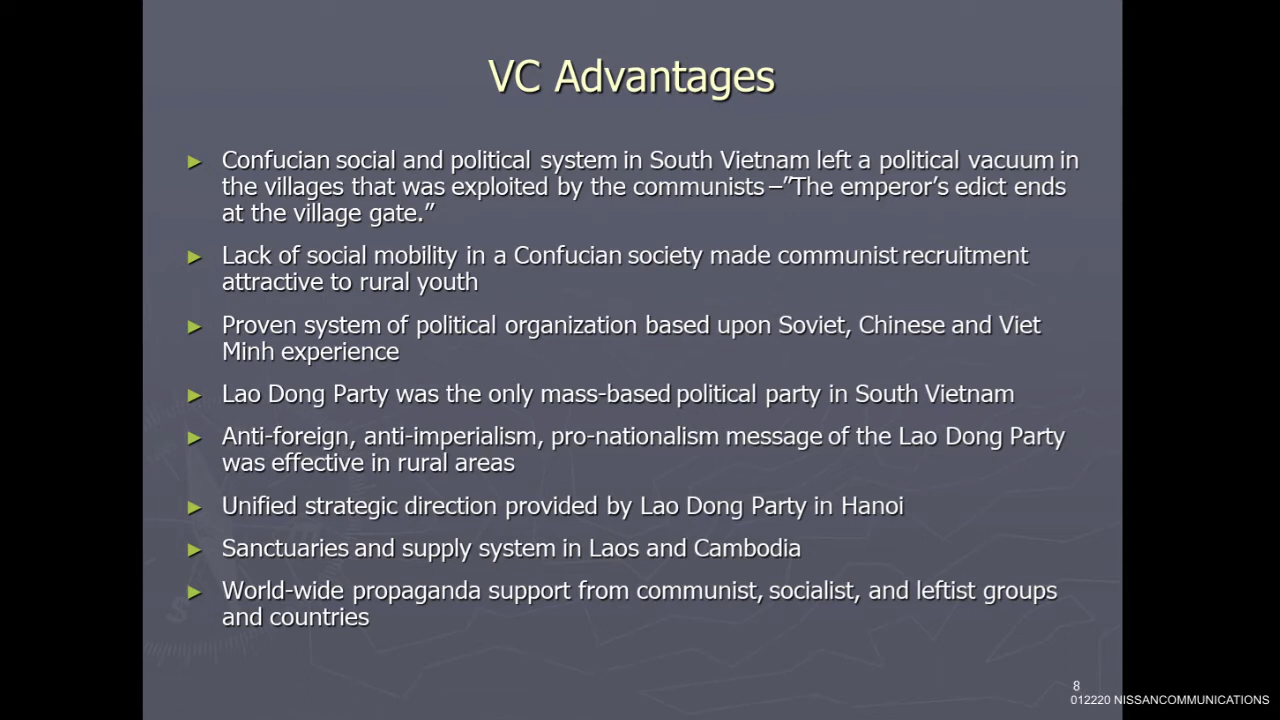 VC Advantages
► Confucian social and political system in South Vietnam left a political vacuum in
the villages that was exploited by the communists –”The emperor’s edict ends
at the village gate.”
► Lack of social mobility in a Confucian society made communist recruitment
attractive to rural youth
► Proven system of political organization based upon Soviet, Chinese and Viet
Minh experience
► Lao Dong Party was the only mass-based political party in South Vietnam
► Anti-foreign, anti-imperialism, pro-nationalism message of the Lao Dong Party
was effective in rural areas
► Unified strategic direction provided by Lao Dong Party in Hanoi
► Sanctuaries and supply system in Laos and Cambodia
► World-wide propaganda support from communist, socialist, and leftist groups
and countries
8
012220 NISSANCOMMUNICATIONS